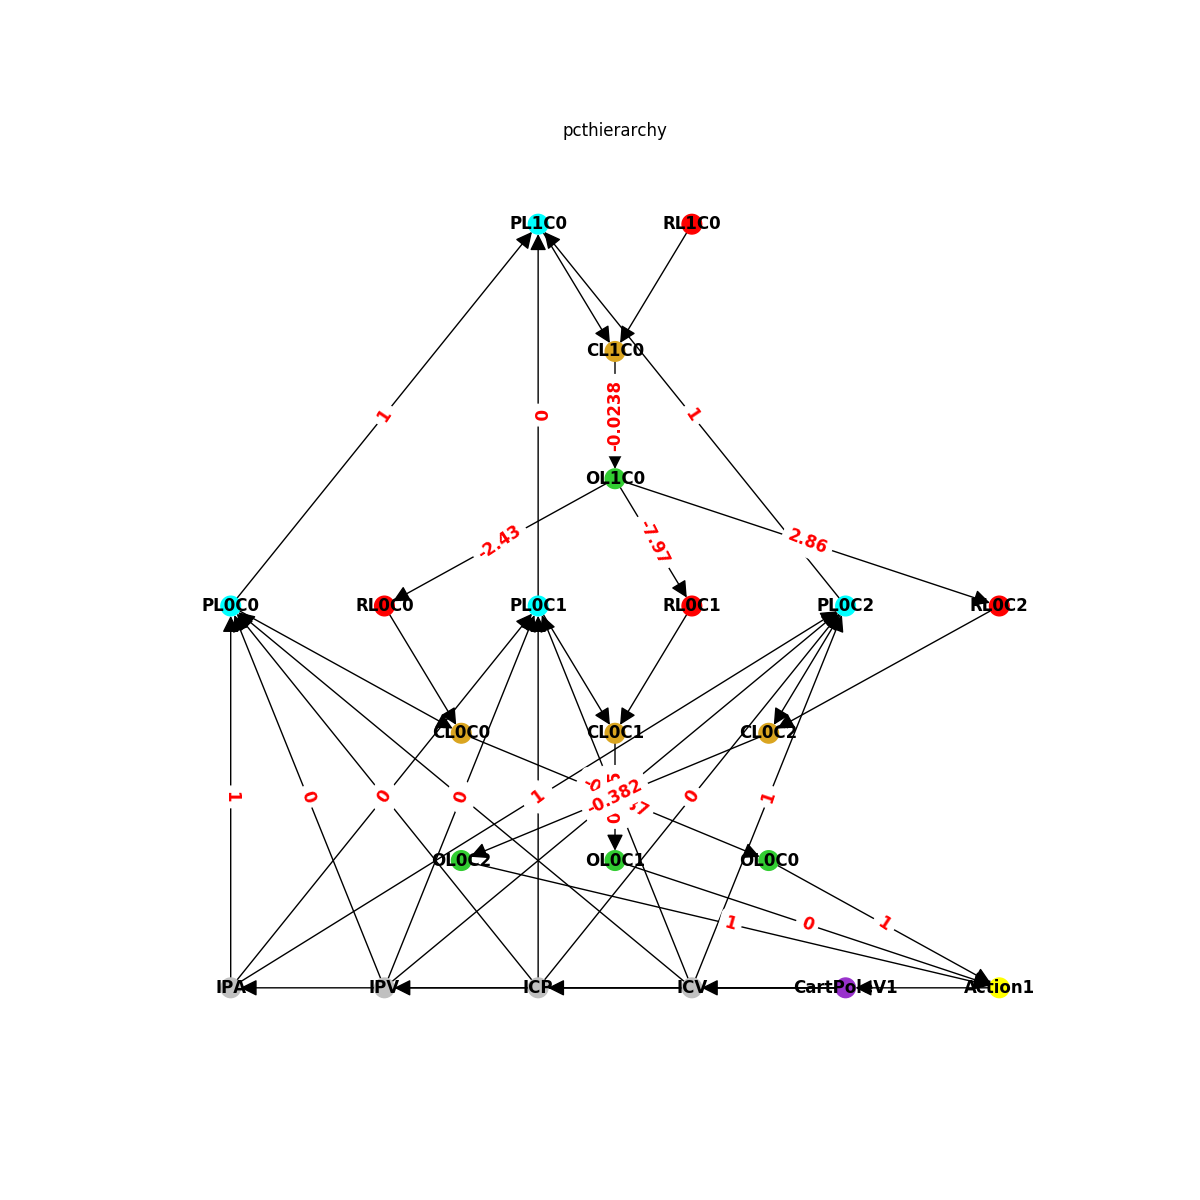 pcthierarchy
PL1C0 RL1C0
CL1C0
1 0 -0.0238 1
OL1C0
-2.43 -7.97 2.86
PL0C0 RL0C0 PL0C1 RL0C1 PL0C2 RL0C2
CL0C0 CL0C1 CL0C2
1 0 0 0 1 -0.382 0 1
OL0C2 OL0C1 OL0C0
1 0 1
IPA IPV ICP ICV CartPoleV1 Action1